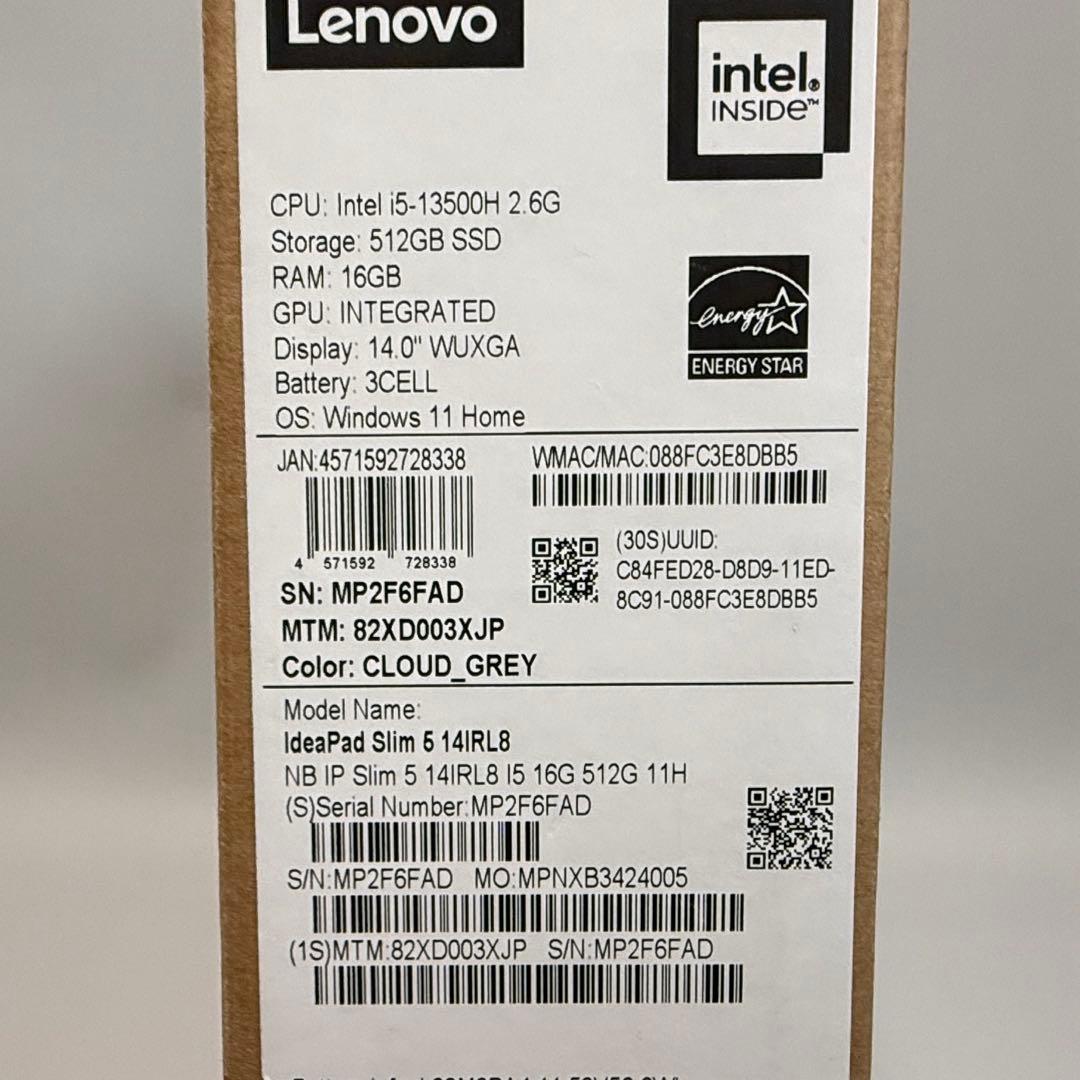 Lenovo
intel.®
INSIDE™
CPU: Intel i5-13500H 2.6G
Storage: 512GB SSD
RAM: 16GB
GPU: INTEGRATED
Display: 14.0" WUXGA
Battery: 3CELL
OS: Windows 11 Home
energy
ENERGY STAR
JAN:4571592728338
4 571592 728338
WMAC/MAC:088FC3E8DBB5
(30S)UUID:
C84FED28-D8D9-11ED-
8C91-088FC3E8DBB5
SN: MP2F6FAD
MTM: 82XD003XJP
Color: CLOUD_GREY
Model Name:
IdeaPad Slim 5 14IRL8
NB IP Slim 5 14IRL8 I5 16G 512G 11H
(S)Serial Number:MP2F6FAD
S/N:MP2F6FAD MO:MPNXB3424005
(1S)MTM:82XD003XJP S/N:MP2F6FAD